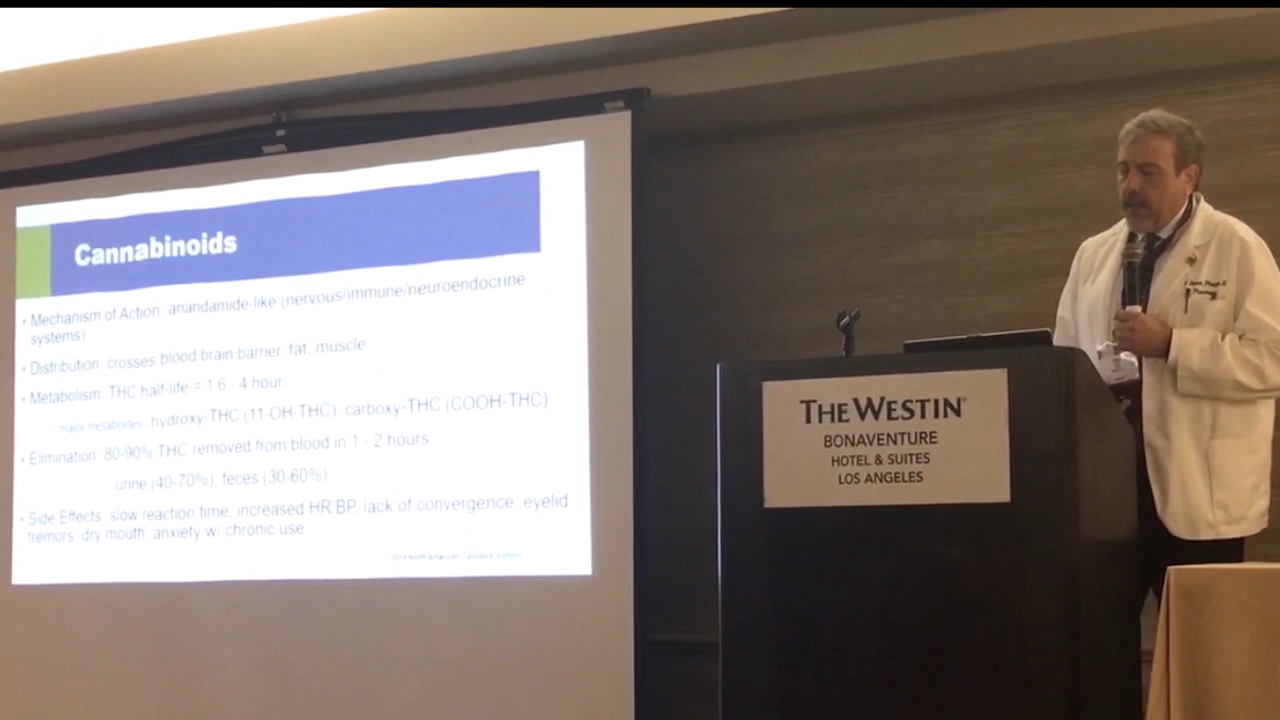 Cannabinoids
• Mechanism of Action: anandamide-like (nervous/immune/neuroendocrine
systems)
• Distribution: crosses blood brain barrier, fat, muscle
• Metabolism: THC half-life = 1.6 - 4 hour,
major metabolites: hydroxy-THC (11-OH-THC), carboxy-THC (COOH-THC)
• Elimination: 80-90% THC removed from blood in 1 - 2 hours
urine (40-70%), feces (30-60%)
• Side Effects: slow reaction time, increased HR/BP, lack of convergence, eyelid
tremors, dry mouth, anxiety w/ chronic use
North American Cannabis Summit
THE WESTIN®
BONAVENTURE
HOTEL & SUITES
LOS ANGELES